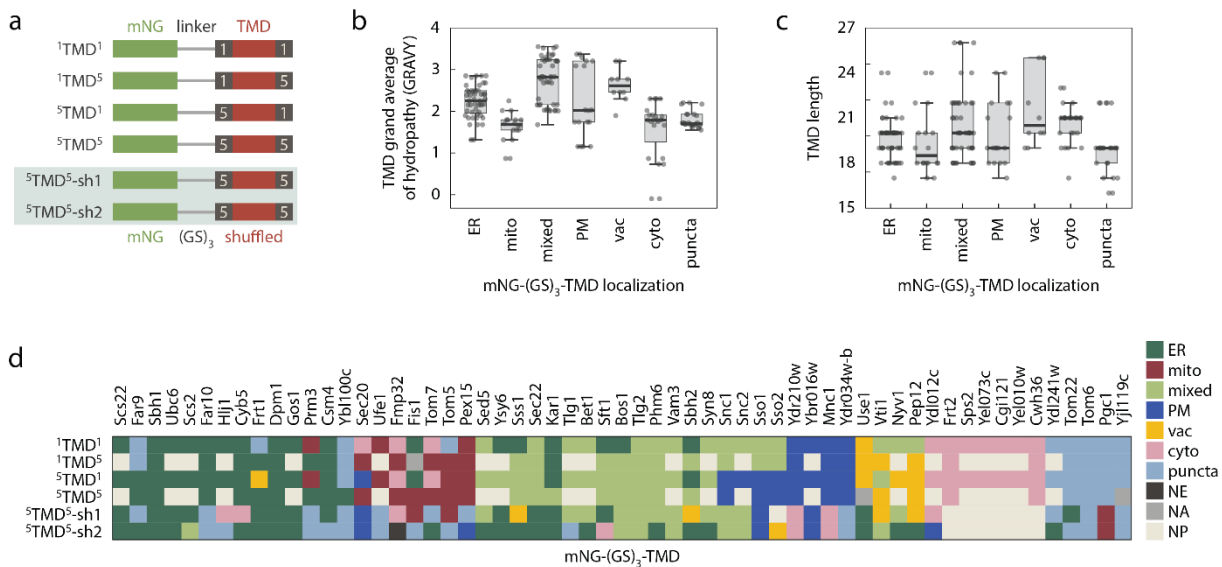 a
mNG linker TMD
¹TMD¹ 1 1
¹TMD⁵ 1 5
⁵TMD¹ 5 1
⁵TMD⁵ 5 5
⁵TMD⁵-sh1 5 5
⁵TMD⁵-sh2 5 5
mNG (GS)₃ shuffled
b
TMD grand average
of hydropathy (GRAVY)
4
3
2
1
0
ER mito mixed PM vac cyto puncta
mNG-(GS)₃-TMD localization
c
TMD length
27
24
21
18
15
ER mito mixed PM vac cyto puncta
mNG-(GS)₃-TMD localization
d
Scs22 Far9 Sbh1 Ubc6 Scs2 Far10 Hlj1 Cyb5 Frt1 Dpm1 Gos1 Prm3 Csm4 Ybl100c Sec20 Ufe1 Fmp32 Fis1 Tom7 Tom5 Pex15 Sed5 Ysy6 Sss1 Sec22 Kar1 Tlg1 Bet1 Sft1 Bos1 Tlg2 Phm6 Vam3 Sbh2 Syn8 Snc1 Snc2 Sso1 Sso2 Ydr210w Ybr016w Mnc1 Ydr034w-b Use1 Vti1 Nyv1 Pep12 Ydl012c Frt2 Sps2 Yel073c Cgi121 Yel010w Cwh36 Ydl241w Tom22 Tom6 Pgc1 Yjl119c
¹TMD¹
¹TMD⁵
⁵TMD¹
⁵TMD⁵
⁵TMD⁵-sh1
⁵TMD⁵-sh2
mNG-(GS)₃-TMD
ER
mito
mixed
PM
vac
cyto
puncta
NE
NA
NP